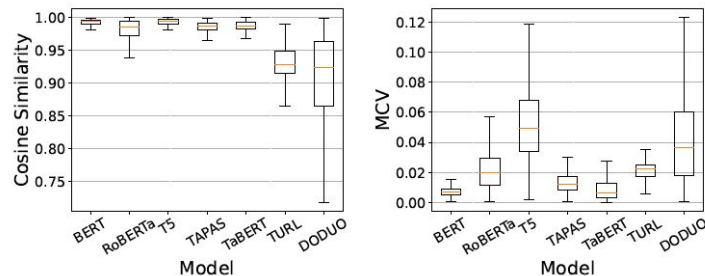 1.00
0.95
0.90
0.85
0.80
0.75
Cosine Similarity
BERT
RoBERTa
T5
TAPAS
TaBERT
TURL
DODUO
Model
0.12
0.10
0.08
0.06
0.04
0.02
0.00
MCV
BERT
RoBERTa
T5
TAPAS
TaBERT
TURL
DODUO
Model